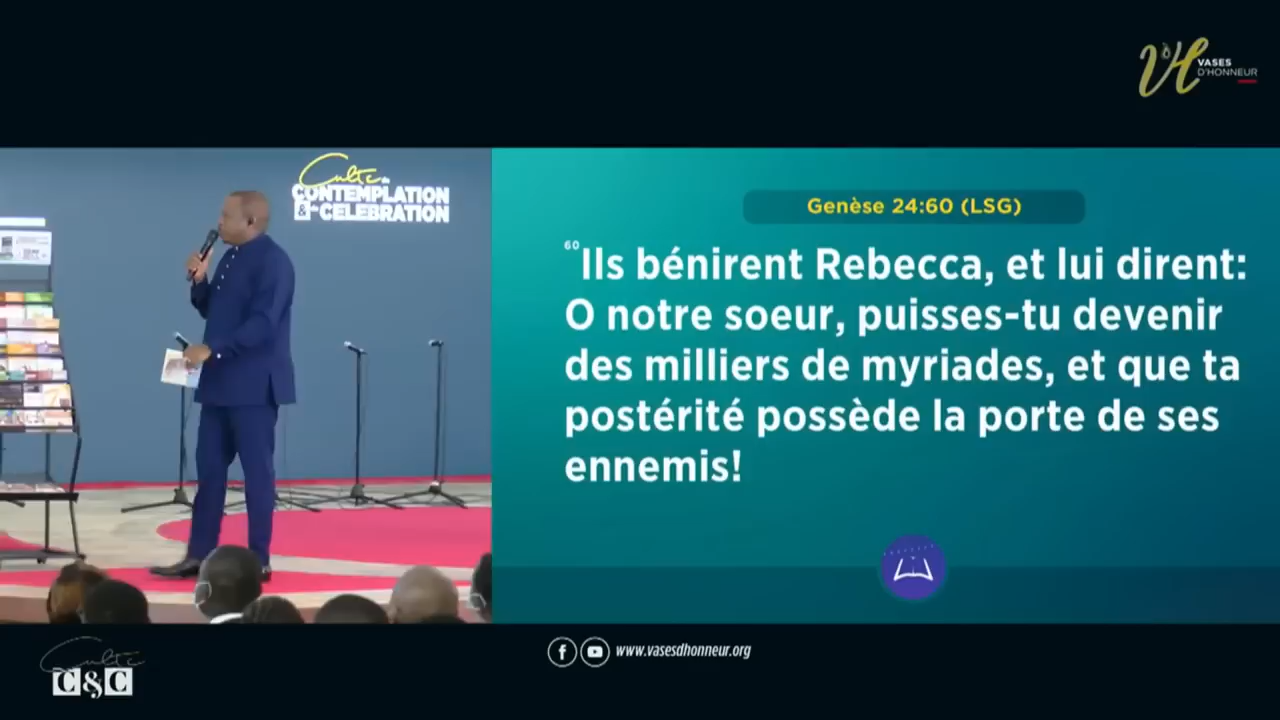 VASES
D'HONNEUR
Culte de
CONTEMPLATION
& de CELEBRATION
Genèse 24:60 (LSG)
60 Ils bénirent Rebecca, et lui dirent:
O notre soeur, puisses-tu devenir
des milliers de myriades, et que ta
postérité possède la porte de ses
ennemis!
Culte
C&C
www.vasesdhonneur.org